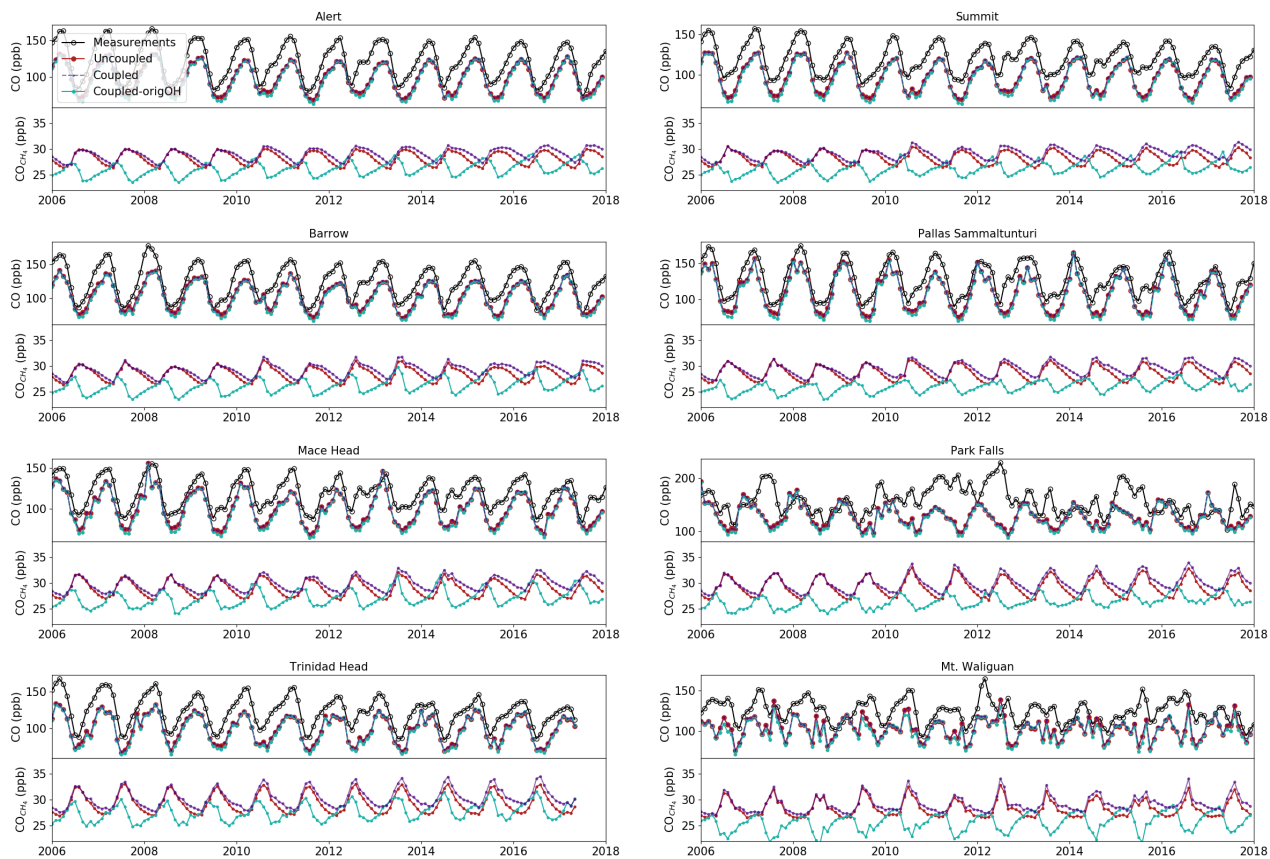 Alert
150
100
CO (ppb)
Measurements
Uncoupled
Coupled
Coupled-origOH
35
30
25
CO_CH4 (ppb)
2006 2008 2010 2012 2014 2016 2018
Summit
150
100
CO (ppb)
35
30
25
CO_CH4 (ppb)
2006 2008 2010 2012 2014 2016 2018
Barrow
150
100
CO (ppb)
35
30
25
CO_CH4 (ppb)
2006 2008 2010 2012 2014 2016 2018
Pallas Sammaltunturi
150
100
CO (ppb)
35
30
25
CO_CH4 (ppb)
2006 2008 2010 2012 2014 2016 2018
Mace Head
150
100
CO (ppb)
35
30
25
CO_CH4 (ppb)
2006 2008 2010 2012 2014 2016 2018
Park Falls
200
100
CO (ppb)
35
30
25
CO_CH4 (ppb)
2006 2008 2010 2012 2014 2016 2018
Trinidad Head
150
100
CO (ppb)
35
30
25
CO_CH4 (ppb)
2006 2008 2010 2012 2014 2016 2018
Mt. Waliguan
150
100
CO (ppb)
35
30
25
CO_CH4 (ppb)
2006 2008 2010 2012 2014 2016 2018